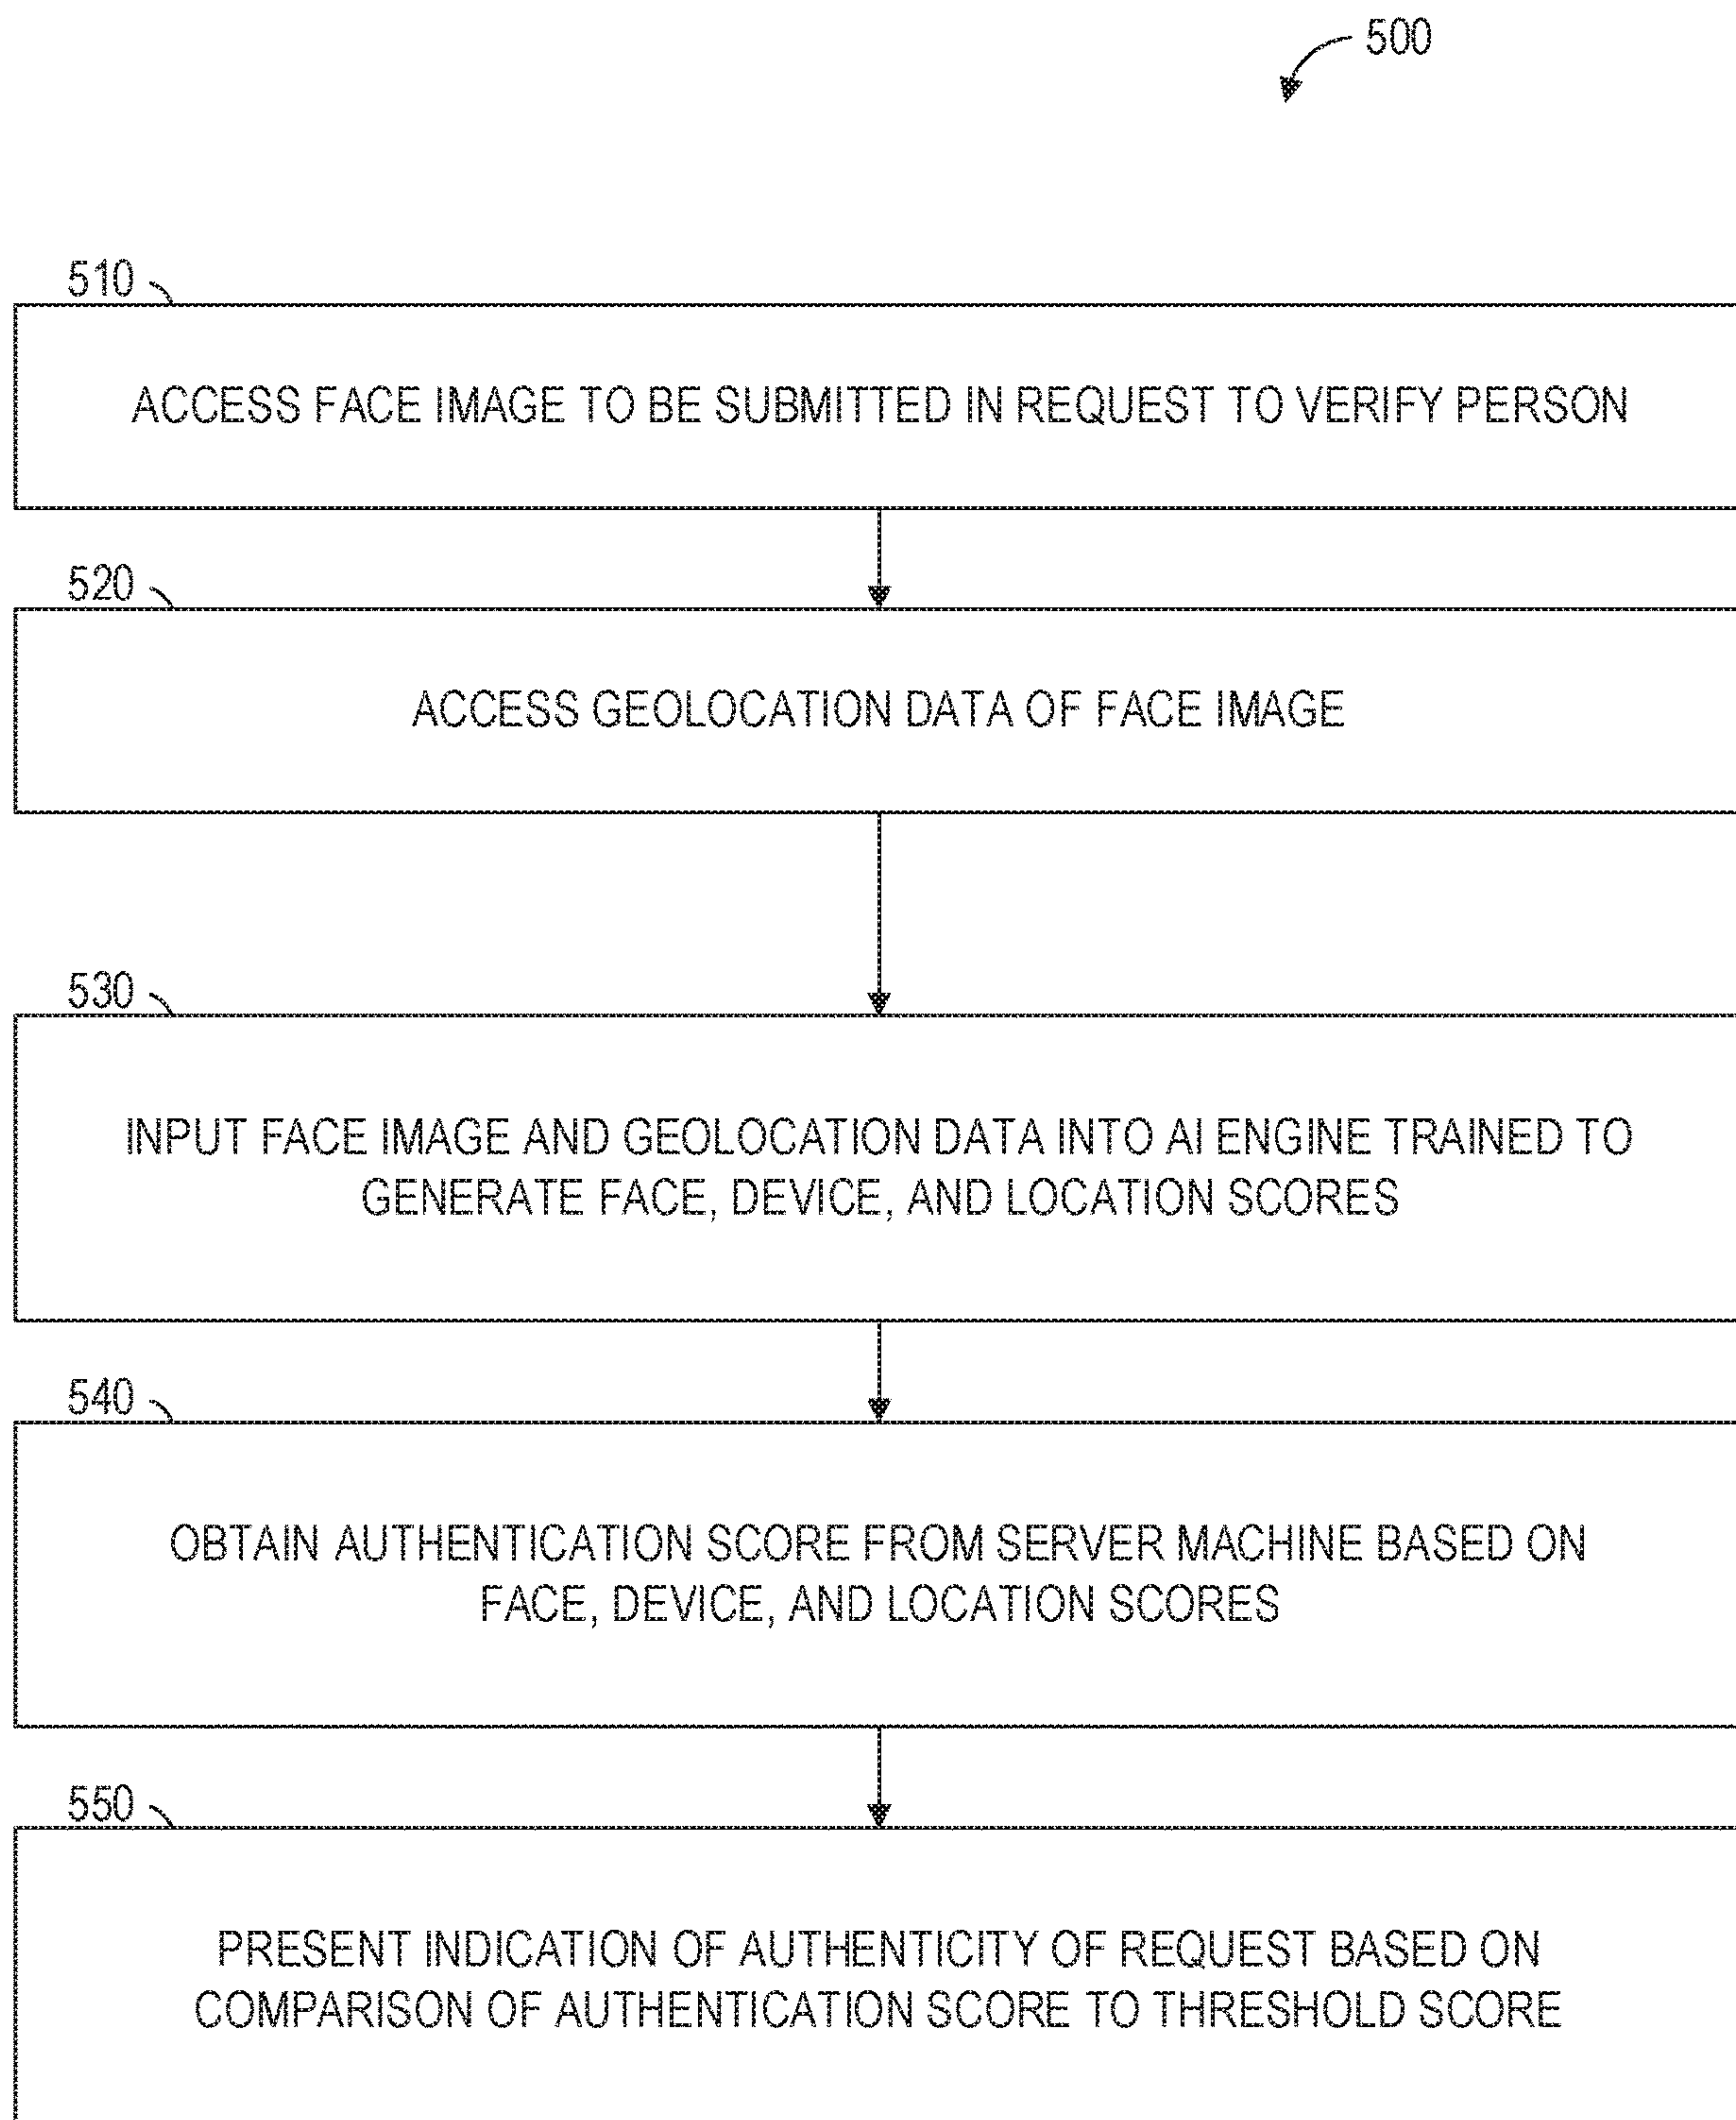 500
510
ACCESS FACE IMAGE TO BE SUBMITTED IN REQUEST TO VERIFY PERSON
520
ACCESS GEOLOCATION DATA OF FACE IMAGE
530
INPUT FACE IMAGE AND GEOLOCATION DATA INTO AI ENGINE TRAINED TO
GENERATE FACE, DEVICE, AND LOCATION SCORES
540
OBTAIN AUTHENTICATION SCORE FROM SERVER MACHINE BASED ON
FACE, DEVICE, AND LOCATION SCORES
550
PRESENT INDICATION OF AUTHENTICITY OF REQUEST BASED ON
COMPARISON OF AUTHENTICATION SCORE TO THRESHOLD SCORE